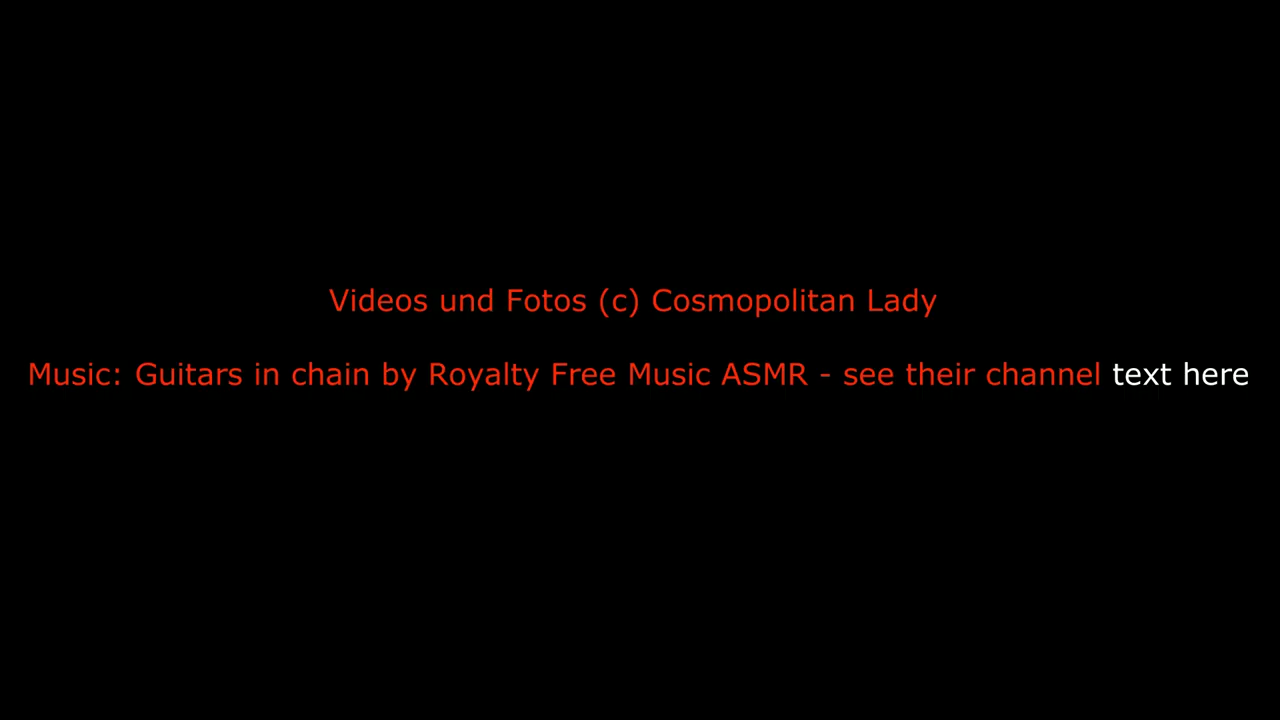 Videos und Fotos (c) Cosmopolitan Lady
Music: Guitars in chain by Royalty Free Music ASMR - see their channel text here